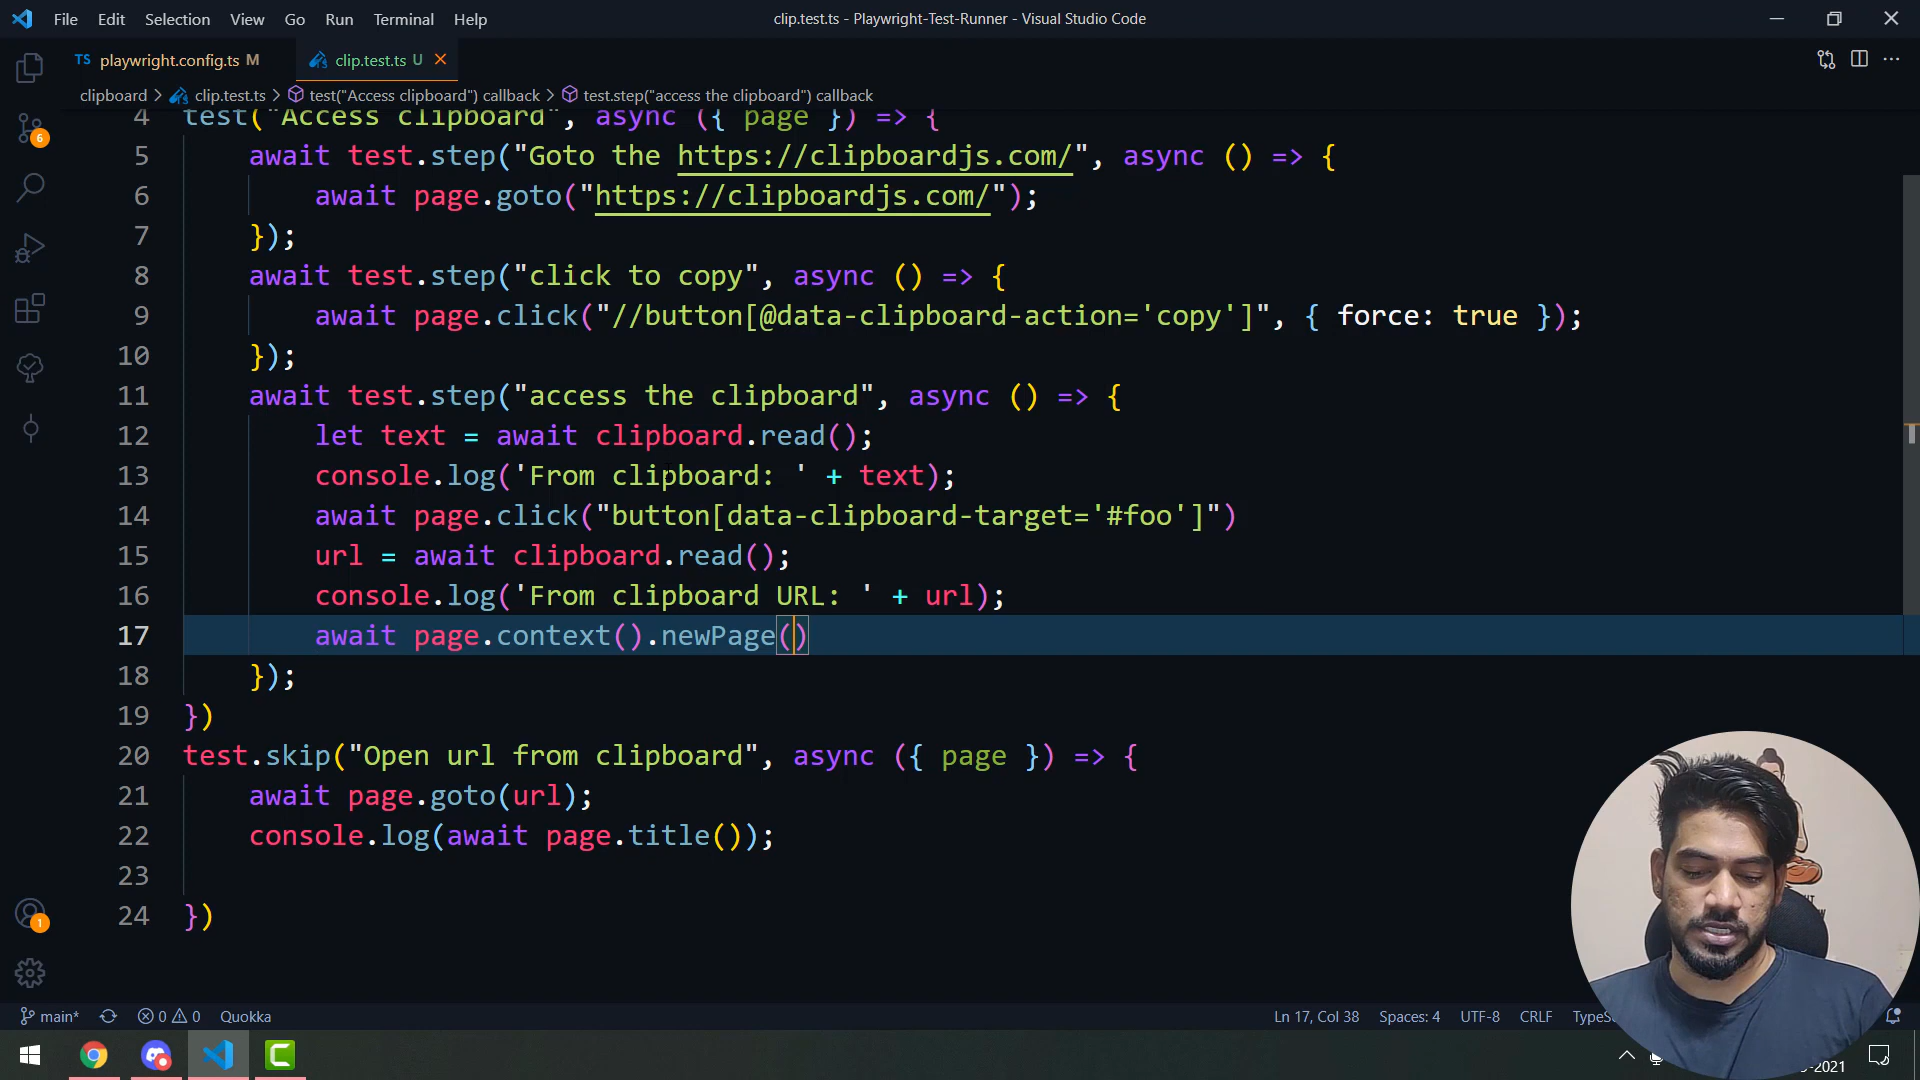 File Edit Selection View Go Run Terminal Help
clip.test.ts - Playwright-Test-Runner - Visual Studio Code
TS playwright.config.ts M
clip.test.ts U
clipboard > clip.test.ts > test("Access clipboard") callback > test.step("access the clipboard") callback
4 test("Access clipboard", async ({ page }) => {
5 await test.step("Goto the https://clipboardjs.com/", async () => {
6 await page.goto("https://clipboardjs.com/");
7 });
8 await test.step("click to copy", async () => {
9 await page.click("//button[@data-clipboard-action='copy']", { force: true });
10 });
11 await test.step("access the clipboard", async () => {
12 let text = await clipboard.read();
13 console.log('From clipboard: ' + text);
14 await page.click("button[data-clipboard-target='#foo']")
15 url = await clipboard.read();
16 console.log('From clipboard URL: ' + url);
17 await page.context().newPage()
18 });
19 })
20 test.skip("Open url from clipboard", async ({ page }) => {
21 await page.goto(url);
22 console.log(await page.title());
23
24 })
6
1
main* 0 0 Quokka
Ln 17, Col 38 Spaces: 4 UTF-8 CRLF